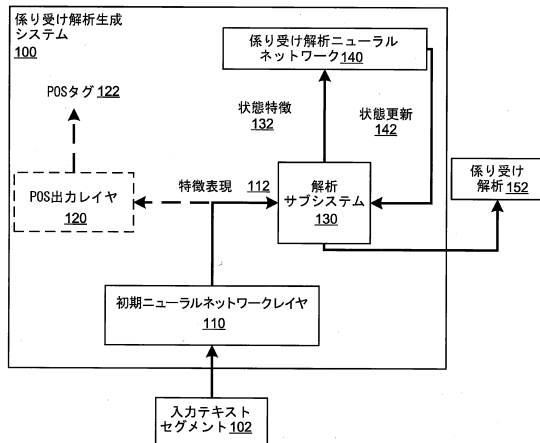 係り受け解析生成
システム
100
係り受け解析ニューラル
ネットワーク140
POSタグ122
状態特徴
132
状態更新
142
係り受け
解析152
特徴表現 112
解析
サブシステム
130
POS出力レイヤ
120
初期ニューラルネットワークレイヤ
110
入力テキスト
セグメント102